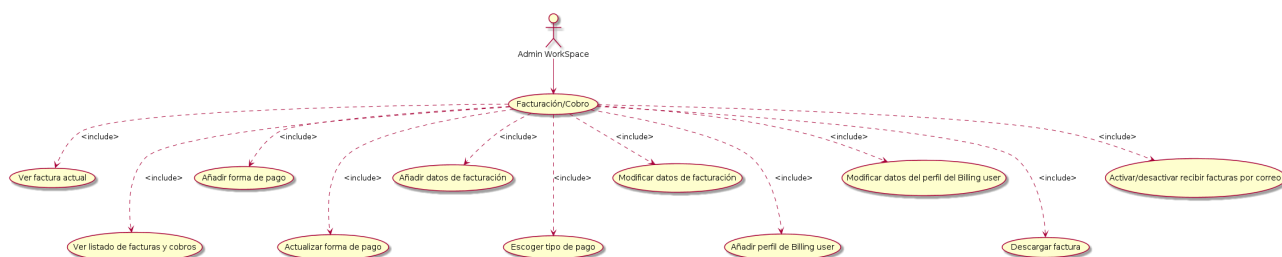 Admin WorkSpace
Facturación/Cobro
<include>
<include>
<include>
<include>
<include>
<include>
<include>
<include>
<include>
<include>
<include>
Ver factura actual
Añadir forma de pago
Añadir datos de facturación
Modificar datos de facturación
Modificar datos del perfil del Billing user
Activar/desactivar recibir facturas por correo
Ver listado de facturas y cobros
Actualizar forma de pago
Escoger tipo de pago
Añadir perfil de Billing user
Descargar factura